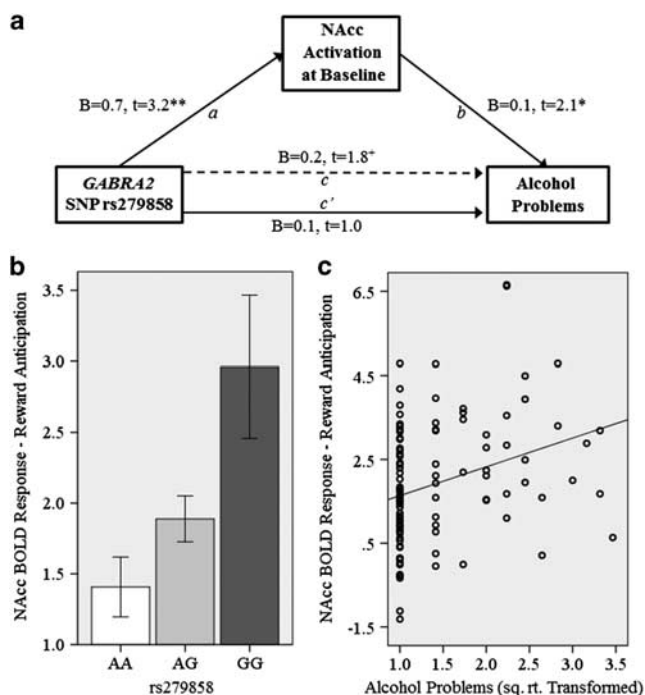 a
NAcc
Activation
at Baseline
B=0.7, t=3.2**
a
b
B=0.1, t=2.1*
GABRA2
SNP rs279858
B=0.2, t=1.8+
c
c'
B=0.1, t=1.0
Alcohol
Problems
b
NAcc BOLD Response - Reward Anticipation
3.5
3.0
2.5
2.0
1.5
1.0
AA AG GG
rs279858
c
NAcc BOLD Response - Reward Anticipation
6.5
4.5
2.5
.5
-1.5
1.0 1.5 2.0 2.5 3.0 3.5
Alcohol Problems (sq. rt. Transformed)